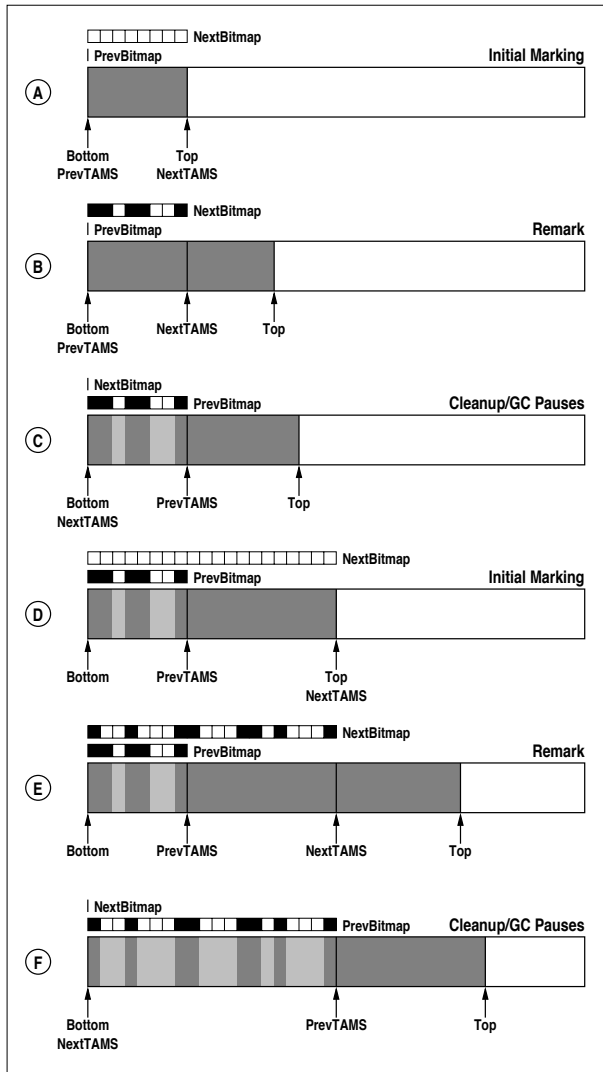 NextBitmap
PrevBitmap
Initial Marking
A
Bottom
PrevTAMS
Top
NextTAMS
NextBitmap
PrevBitmap
Remark
B
Bottom
PrevTAMS
NextTAMS
Top
NextBitmap
PrevBitmap
Cleanup/GC Pauses
C
Bottom
NextTAMS
PrevTAMS
Top
NextBitmap
PrevBitmap
Initial Marking
D
Bottom
PrevTAMS
Top
NextTAMS
NextBitmap
PrevBitmap
Remark
E
Bottom
PrevTAMS
NextTAMS
Top
NextBitmap
PrevBitmap
Cleanup/GC Pauses
F
Bottom
NextTAMS
PrevTAMS
Top